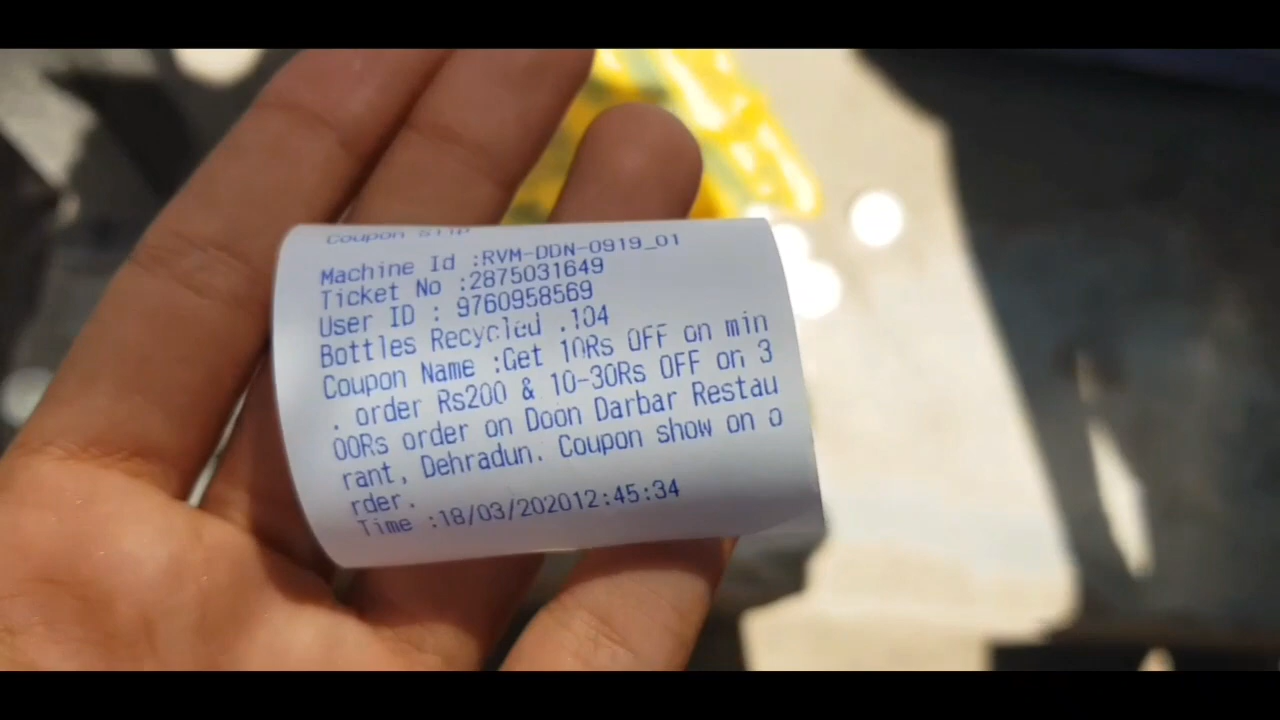 Coupon Slip
Machine Id :RVM-DDN-0919_01
Ticket No :2875031649
User ID : 9760958569
Bottles Recycled .104
Coupon Name :Get 10Rs OFF on min
. order Rs200 & 10-30Rs OFF on 3
00Rs order on Doon Darbar Restau
rant, Dehradun. Coupon show on o
rder.
Time :18/03/202012:45:34